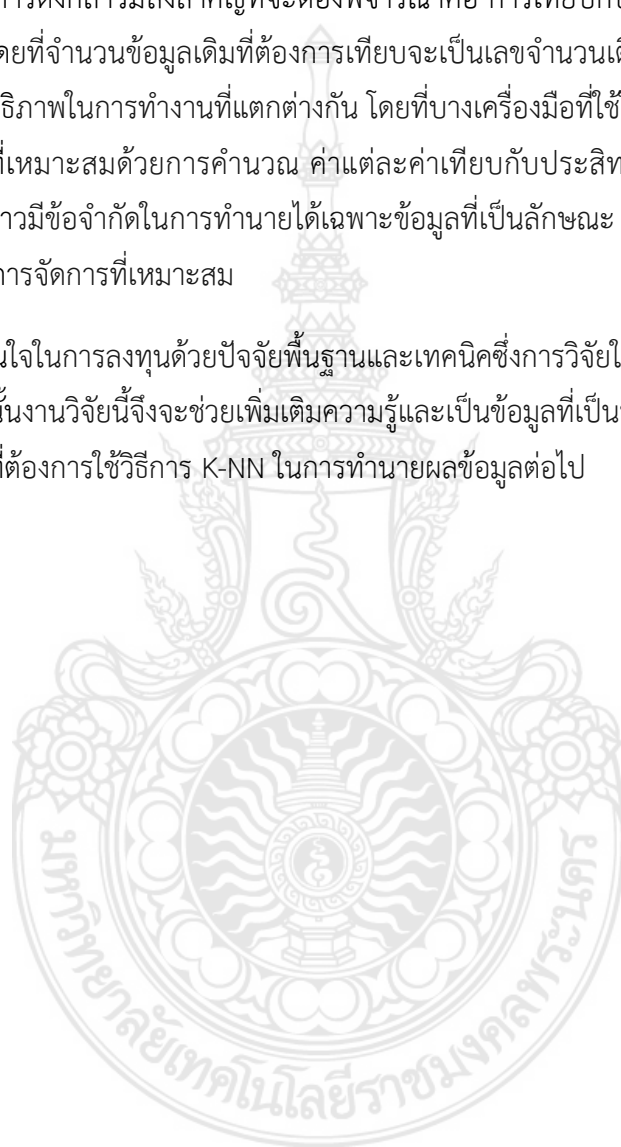 การดังกล่าวมีสิ่งสำคัญที่จะต้องพิจารณาคือ การเทียบกับ
โดยที่จำนวนข้อมูลเดิมที่ต้องการเทียบจะเป็นเลขจำนวนเต็
ธิภาพในการทำงานที่แตกต่างกัน โดยที่บางเครื่องมือที่ใช้
ที่เหมาะสมด้วยการคำนวณ ค่าแต่ละค่าเทียบกับประสิท
าวมีข้อจำกัดในการทำนายได้เฉพาะข้อมูลที่เป็นลักษณะ
การจัดการที่เหมาะสม
นใจในการลงทุนด้วยปัจจัยพื้นฐานและเทคนิคซึ่งการวิจัยใ
นั้นงานวิจัยนี้จึงจะช่วยเพิ่มเติมความรู้และเป็นข้อมูลที่เป็น
ที่ต้องการใช้วิธีการ K-NN ในการทำนายผลข้อมูลต่อไป
มหาวิทยาลัยเทคโนโลยีราชมงคลพระนคร